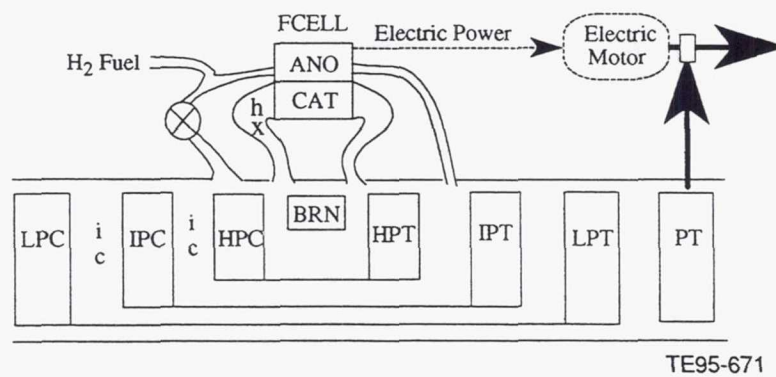 FCELL
Electric Power
Electric
Motor
H2 Fuel
ANO
CAT
h
x
BRN
LPC
i
c
IPC
i
c
HPC
HPT
IPT
LPT
PT
TE95-671